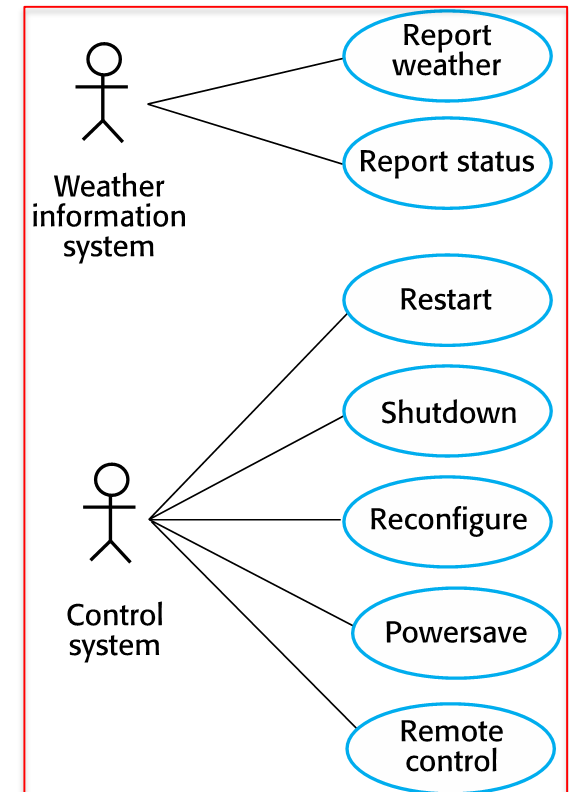 Report
weather
Report status
Weather
information
system
Restart
Shutdown
Reconfigure
Control
system
Powersave
Remote
control